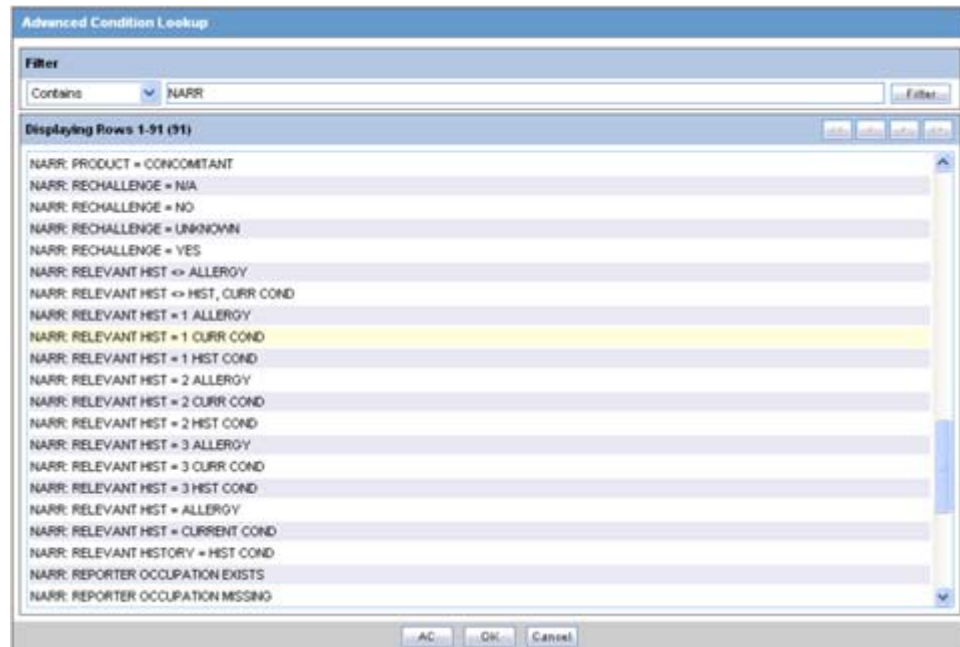 Advanced Condition Lookup
Filter
Contains NARR Filter
Displaying Rows 1-91 (91)
NARR: PRODUCT = CONCOMITANT
NARR: RECHALLENGE = N/A
NARR: RECHALLENGE = NO
NARR: RECHALLENGE = UNKNOWN
NARR: RECHALLENGE = YES
NARR: RELEVANT HIST <> ALLERGY
NARR: RELEVANT HIST <> HIST, CURR COND
NARR: RELEVANT HIST = 1 ALLERGY
NARR: RELEVANT HIST = 1 CURR COND
NARR: RELEVANT HIST = 1 HIST COND
NARR: RELEVANT HIST = 2 ALLERGY
NARR: RELEVANT HIST = 2 CURR COND
NARR: RELEVANT HIST = 2 HIST COND
NARR: RELEVANT HIST = 3 ALLERGY
NARR: RELEVANT HIST = 3 CURR COND
NARR: RELEVANT HIST = 3 HIST COND
NARR: RELEVANT HIST = ALLERGY
NARR: RELEVANT HIST = CURRENT COND
NARR: RELEVANT HISTORY = HIST COND
NARR: REPORTER OCCUPATION EXISTS
NARR: REPORTER OCCUPATION MISSING
AC OK Cancel